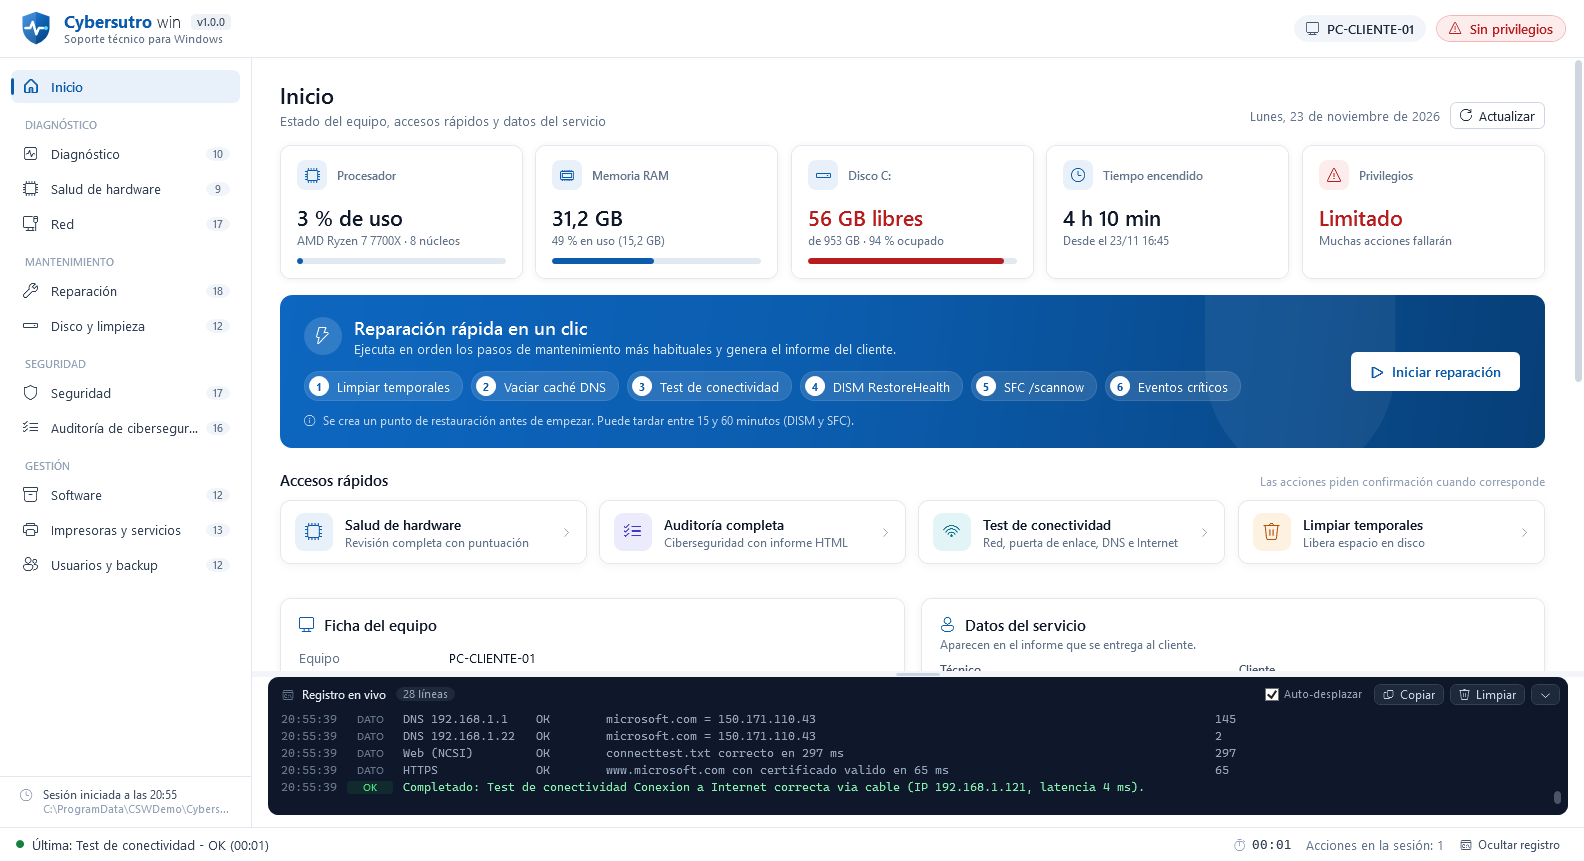 Cybersutro win v1.0.0
Soporte técnico para Windows
PC-CLIENTE-01
Sin privilegios
Inicio
DIAGNÓSTICO
Diagnóstico 10
Salud de hardware 9
Red 17
MANTENIMIENTO
Reparación 18
Disco y limpieza 12
SEGURIDAD
Seguridad 17
Auditoría de cibersegur... 16
GESTIÓN
Software 12
Impresoras y servicios 13
Usuarios y backup 12
Sesión iniciada a las 20:55
C:\ProgramData\CSWDemo\Cybers...
Inicio
Estado del equipo, accesos rápidos y datos del servicio
Lunes, 23 de noviembre de 2026
Actualizar
Procesador
3 % de uso
AMD Ryzen 7 7700X · 8 núcleos
Memoria RAM
31,2 GB
49 % en uso (15,2 GB)
Disco C:
56 GB libres
de 953 GB · 94 % ocupado
Tiempo encendido
4 h 10 min
Desde el 23/11 16:45
Privilegios
Limitado
Muchas acciones fallarán
Reparación rápida en un clic
Ejecuta en orden los pasos de mantenimiento más habituales y genera el informe del cliente.
1 Limpiar temporales
2 Vaciar caché DNS
3 Test de conectividad
4 DISM RestoreHealth
5 SFC /scannow
6 Eventos críticos
Se crea un punto de restauración antes de empezar. Puede tardar entre 15 y 60 minutos (DISM y SFC).
Iniciar reparación
Accesos rápidos
Las acciones piden confirmación cuando corresponde
Salud de hardware
Revisión completa con puntuación
Auditoría completa
Ciberseguridad con informe HTML
Test de conectividad
Red, puerta de enlace, DNS e Internet
Limpiar temporales
Libera espacio en disco
Ficha del equipo
Equipo PC-CLIENTE-01
Datos del servicio
Aparecen en el informe que se entrega al cliente.
Técnico Cliente
Registro en vivo 28 líneas
Auto-desplazar
Copiar
Limpiar
20:55:39 DATO DNS 192.168.1.1 OK microsoft.com = 150.171.110.43 145
20:55:39 DATO DNS 192.168.1.22 OK microsoft.com = 150.171.110.43 2
20:55:39 DATO Web (NCSI) OK connecttest.txt correcto en 297 ms 297
20:55:39 DATO HTTPS OK www.microsoft.com con certificado valido en 65 ms 65
20:55:39 OK Completado: Test de conectividad Conexion a Internet correcta via cable (IP 192.168.1.121, latencia 4 ms).
Última: Test de conectividad - OK (00:01)
00:01
Acciones en la sesión: 1
Ocultar registro